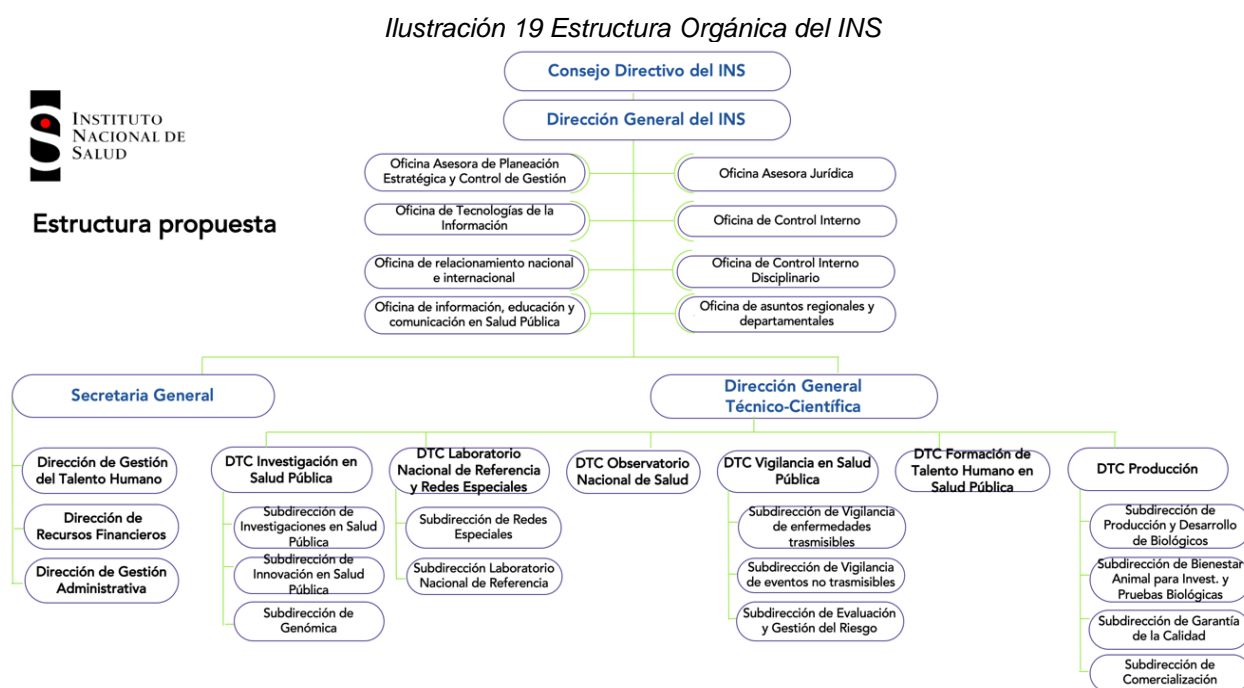 Ilustración 19 Estructura Orgánica del INS
INSTITUTO
NACIONAL DE
SALUD
Estructura propuesta
Consejo Directivo del INS
Dirección General del INS
Oficina Asesora de Planeación
Estratégica y Control de Gestión
Oficina Asesora Jurídica
Oficina de Tecnologías de la
Información
Oficina de Control Interno
Oficina de relacionamiento nacional
e internacional
Oficina de Control Interno
Disciplinario
Oficina de información, educación y
comunicación en Salud Pública
Oficina de asuntos regionales y
departamentales
Secretaria General
Dirección General
Técnico-Científica
Dirección de Gestión
del Talento Humano
Dirección de
Recursos Financieros
Dirección de Gestión
Administrativa
DTC Investigación en
Salud Pública
Subdirección de
Investigaciones en Salud
Pública
Subdirección de
Innovación en Salud
Pública
Subdirección de
Genómica
DTC Laboratorio
Nacional de Referencia
y Redes Especiales
Subdirección de Redes
Especiales
Subdirección Laboratorio
Nacional de Referencia
DTC Observatorio
Nacional de Salud
DTC Vigilancia en Salud
Pública
Subdirección de Vigilancia
de enfermedades
trasmisibles
Subdirección de Vigilancia
de eventos no trasmisibles
Subdirección de Evaluación
y Gestión del Riesgo
DTC Formación de
Talento Humano en
Salud Pública
DTC Producción
Subdirección de
Producción y Desarrollo
de Biológicos
Subdirección de Bienestar
Animal para Invest. y
Pruebas Biológicas
Subdirección de Garantía
de la Calidad
Subdirección de
Comercialización